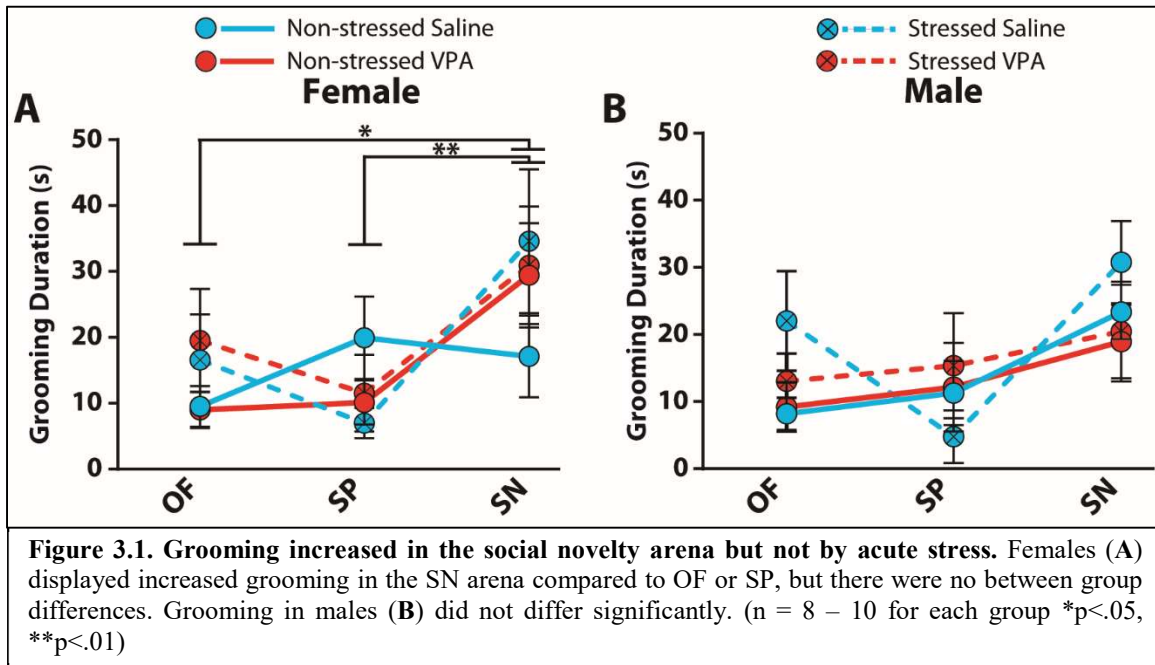 Non-stressed Saline
Non-stressed VPA
Stressed Saline
Stressed VPA
A
Female
B
Male
Grooming Duration (s)
50
40
30
20
10
0
*
**
OF
SP
SN
Grooming Duration (s)
50
40
30
20
10
0
OF
SP
SN
Figure 3.1. Grooming increased in the social novelty arena but not by acute stress. Females (A)
displayed increased grooming in the SN arena compared to OF or SP, but there were no between group
differences. Grooming in males (B) did not differ significantly. (n = 8 – 10 for each group *p<.05,
**p<.01)